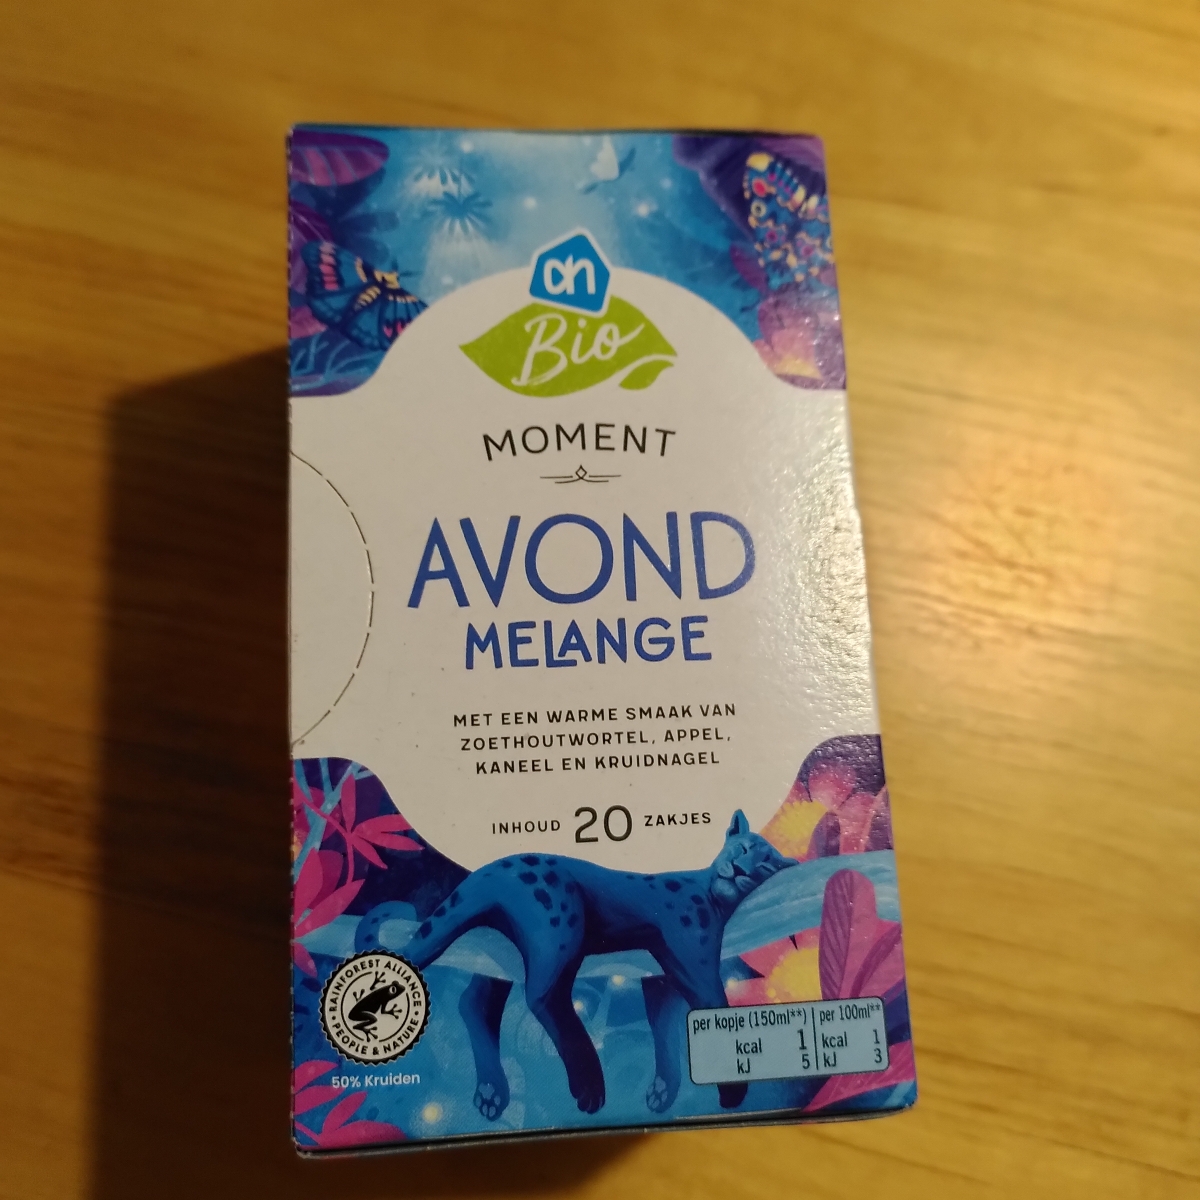 ah
Bio
MOMENT
AVOND
MELANGE
MET EEN WARME SMAAK VAN
ZOETHOUTWORTEL, APPEL,
KANEEL EN KRUIDNAGEL
INHOUD 20 ZAKJES
RAINFOREST ALLIANCE
PEOPLE & NATURE
50% Kruiden
per kopje (150ml**) per 100ml**
kcal 1 kcal 1
kJ 5 kJ 3